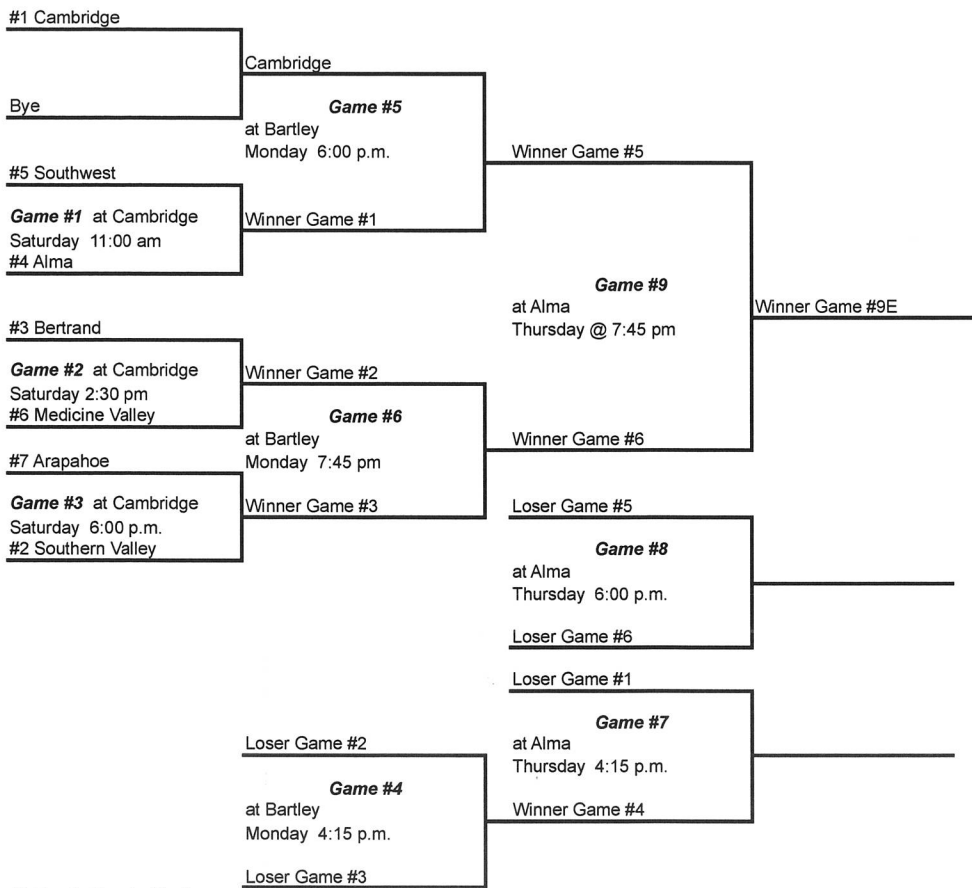 #1 Cambridge
Cambridge
Bye
Game #5
at Bartley
Monday 6:00 p.m.
#5 Southwest
Winner Game #5
Game #1 at Cambridge
Saturday 11:00 am
#4 Alma
Winner Game #1
Game #9
at Alma
Thursday @ 7:45 pm
Winner Game #9E
#3 Bertrand
Game #2 at Cambridge
Saturday 2:30 pm
#6 Medicine Valley
Winner Game #2
Game #6
at Bartley
Monday 7:45 pm
Winner Game #6
#7 Arapahoe
Game #3 at Cambridge
Saturday 6:00 p.m.
#2 Southern Valley
Winner Game #3
Loser Game #5
Game #8
at Alma
Thursday 6:00 p.m.
Loser Game #6
Loser Game #1
Game #7
at Alma
Thursday 4:15 p.m.
Loser Game #2
Game #4
at Bartley
Monday 4:15 p.m.
Winner Game #4
Loser Game #3